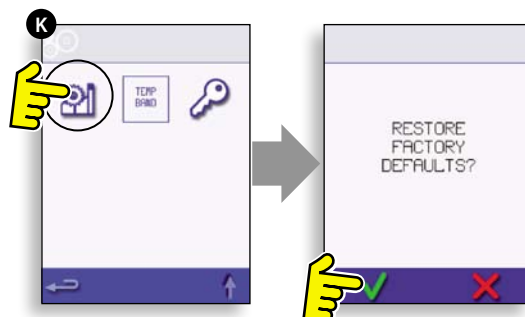 K
TEMP
BAND
RESTORE
FACTORY
DEFAULTS?